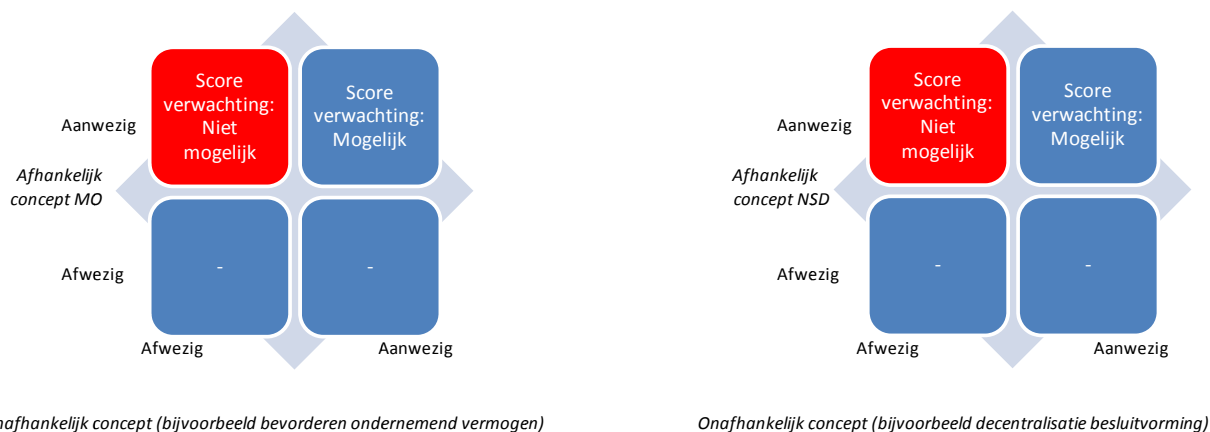 Score
verwachting:
Niet
mogelijk
Score
verwachting:
Mogelijk
Aanwezig
Afhankelijk
concept MO
Afwezig
-
-
Afwezig
Aanwezig
nafhankelijk concept (bijvoorbeeld bevorderen ondernemend vermogen)
Score
verwachting:
Niet
mogelijk
Score
verwachting:
Mogelijk
Aanwezig
Afhankelijk
concept NSD
Afwezig
-
-
Afwezig
Aanwezig
Onafhankelijk concept (bijvoorbeeld decentralisatie besluitvorming)